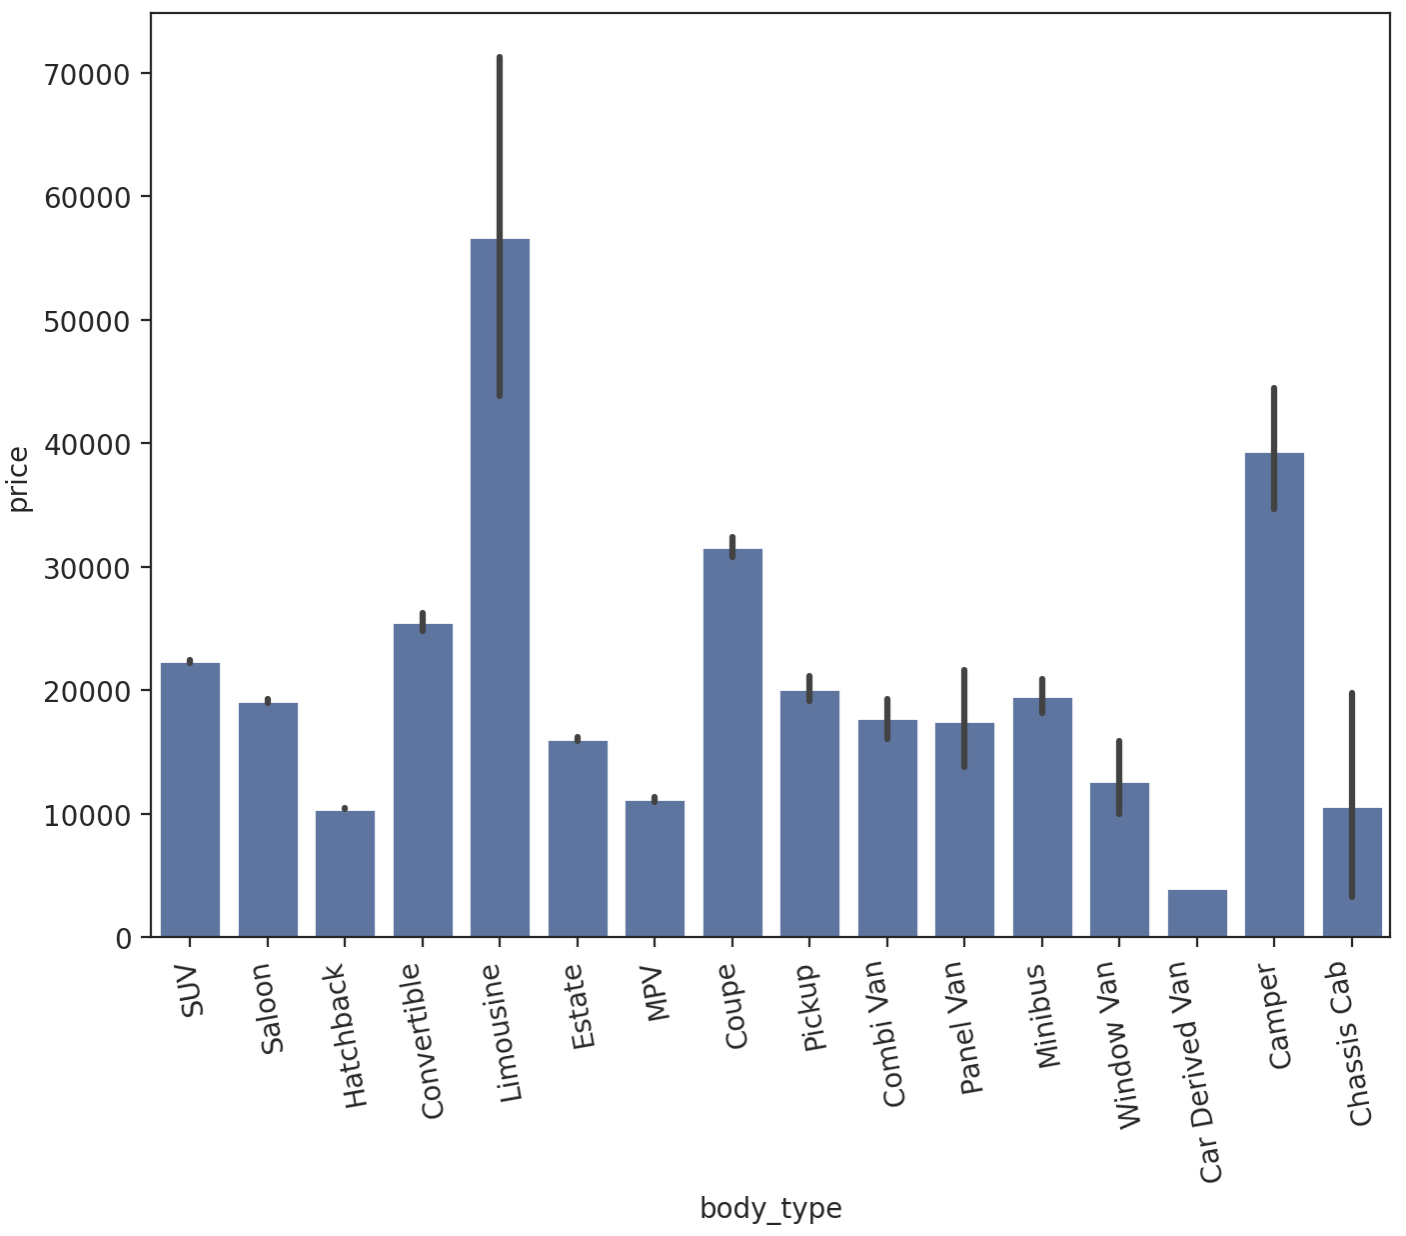 70000
60000
50000
40000
30000
20000
10000
0
price
SUV
Saloon
Hatchback
Convertible
Limousine
Estate
MPV
Coupe
Pickup
Combi Van
Panel Van
Minibus
Window Van
Car Derived Van
Camper
Chassis Cab
body_type